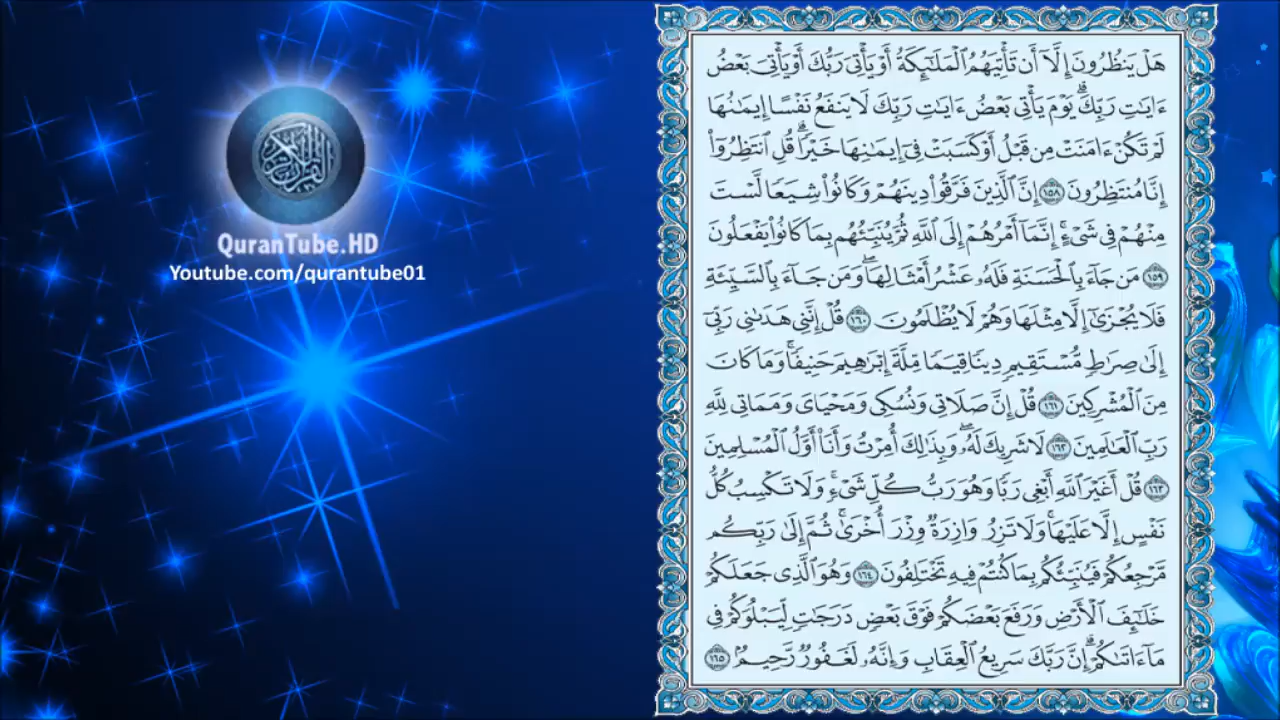 QuranTube.HD
Youtube.com/qurantube01
القرآن الكريم
هَلْ يَنظُرُونَ إِلَّآ أَن تَأْتِيَهُمُ ٱلْمَلَـٰٓئِكَةُ أَوْ يَأْتِىَ رَبُّكَ أَوْ يَأْتِىَ بَعْضُ
ءَايَـٰتِ رَبِّكَ ۗ يَوْمَ يَأْتِى بَعْضُ ءَايَـٰتِ رَبِّكَ لَا يَنفَعُ نَفْسًا إِيمَـٰنُهَا
لَمْ تَكُنْ ءَامَنَتْ مِن قَبْلُ أَوْ كَسَبَتْ فِىٓ إِيمَـٰنِهَا خَيْرًا ۗ قُلِ ٱنتَظِرُوٓا۟
إِنَّا مُنتَظِرُونَ ١٥٨ إِنَّ ٱلَّذِينَ فَرَّقُوا۟ دِينَهُمْ وَكَانُوا۟ شِيَعًا لَّسْتَ
مِنْهُمْ فِى شَىْءٍ ۚ إِنَّمَآ أَمْرُهُمْ إِلَى ٱللَّهِ ثُمَّ يُنَبِّئُهُم بِمَا كَانُوا۟ يَفْعَلُونَ
١٥٩ مَن جَآءَ بِٱلْحَسَنَةِ فَلَهُۥ عَشْرُ أَمْثَالِهَا ۖ وَمَن جَآءَ بِٱلسَّيِّئَةِ
فَلَا يُجْزَىٰٓ إِلَّا مِثْلَهَا وَهُمْ لَا يُظْلَمُونَ ١٦٠ قُلْ إِنَّنِى هَدَىٰنِى رَبِّىٓ
إِلَىٰ صِرَٰطٍ مُّسْتَقِيمٍ دِينًا قِيَمًا مِّلَّةَ إِبْرَٰهِيمَ حَنِيفًا ۚ وَمَا كَانَ
مِنَ ٱلْمُشْرِكِينَ ١٦١ قُلْ إِنَّ صَلَاتِى وَنُسُكِى وَمَحْيَاىَ وَمَمَاتِى لِلَّهِ
رَبِّ ٱلْعَـٰلَمِينَ ١٦٢ لَا شَرِيكَ لَهُۥ ۖ وَبِذَٰلِكَ أُمِرْتُ وَأَنَا۠ أَوَّلُ ٱلْمُسْلِمِينَ
١٦٣ قُلْ أَغَيْرَ ٱللَّهِ أَبْغِى رَبًّا وَهُوَ رَبُّ كُلِّ شَىْءٍ ۚ وَلَا تَكْسِبُ كُلُّ
نَفْسٍ إِلَّا عَلَيْهَا ۚ وَلَا تَزِرُ وَازِرَةٌ وِزْرَ أُخْرَىٰ ۚ ثُمَّ إِلَىٰ رَبِّكُم
مَّرْجِعُكُمْ فَيُنَبِّئُكُم بِمَا كُنتُمْ فِيهِ تَخْتَلِفُونَ ١٦٤ وَهُوَ ٱلَّذِى جَعَلَكُمْ
خَلَـٰٓئِفَ ٱلْأَرْضِ وَرَفَعَ بَعْضَكُمْ فَوْقَ بَعْضٍ دَرَجَـٰتٍ لِّيَبْلُوَكُمْ فِى
مَآ ءَاتَىٰكُمْ ۗ إِنَّ رَبَّكَ سَرِيعُ ٱلْعِقَابِ وَإِنَّهُۥ لَغَفُورٌ رَّحِيمٌۢ ١٦٥